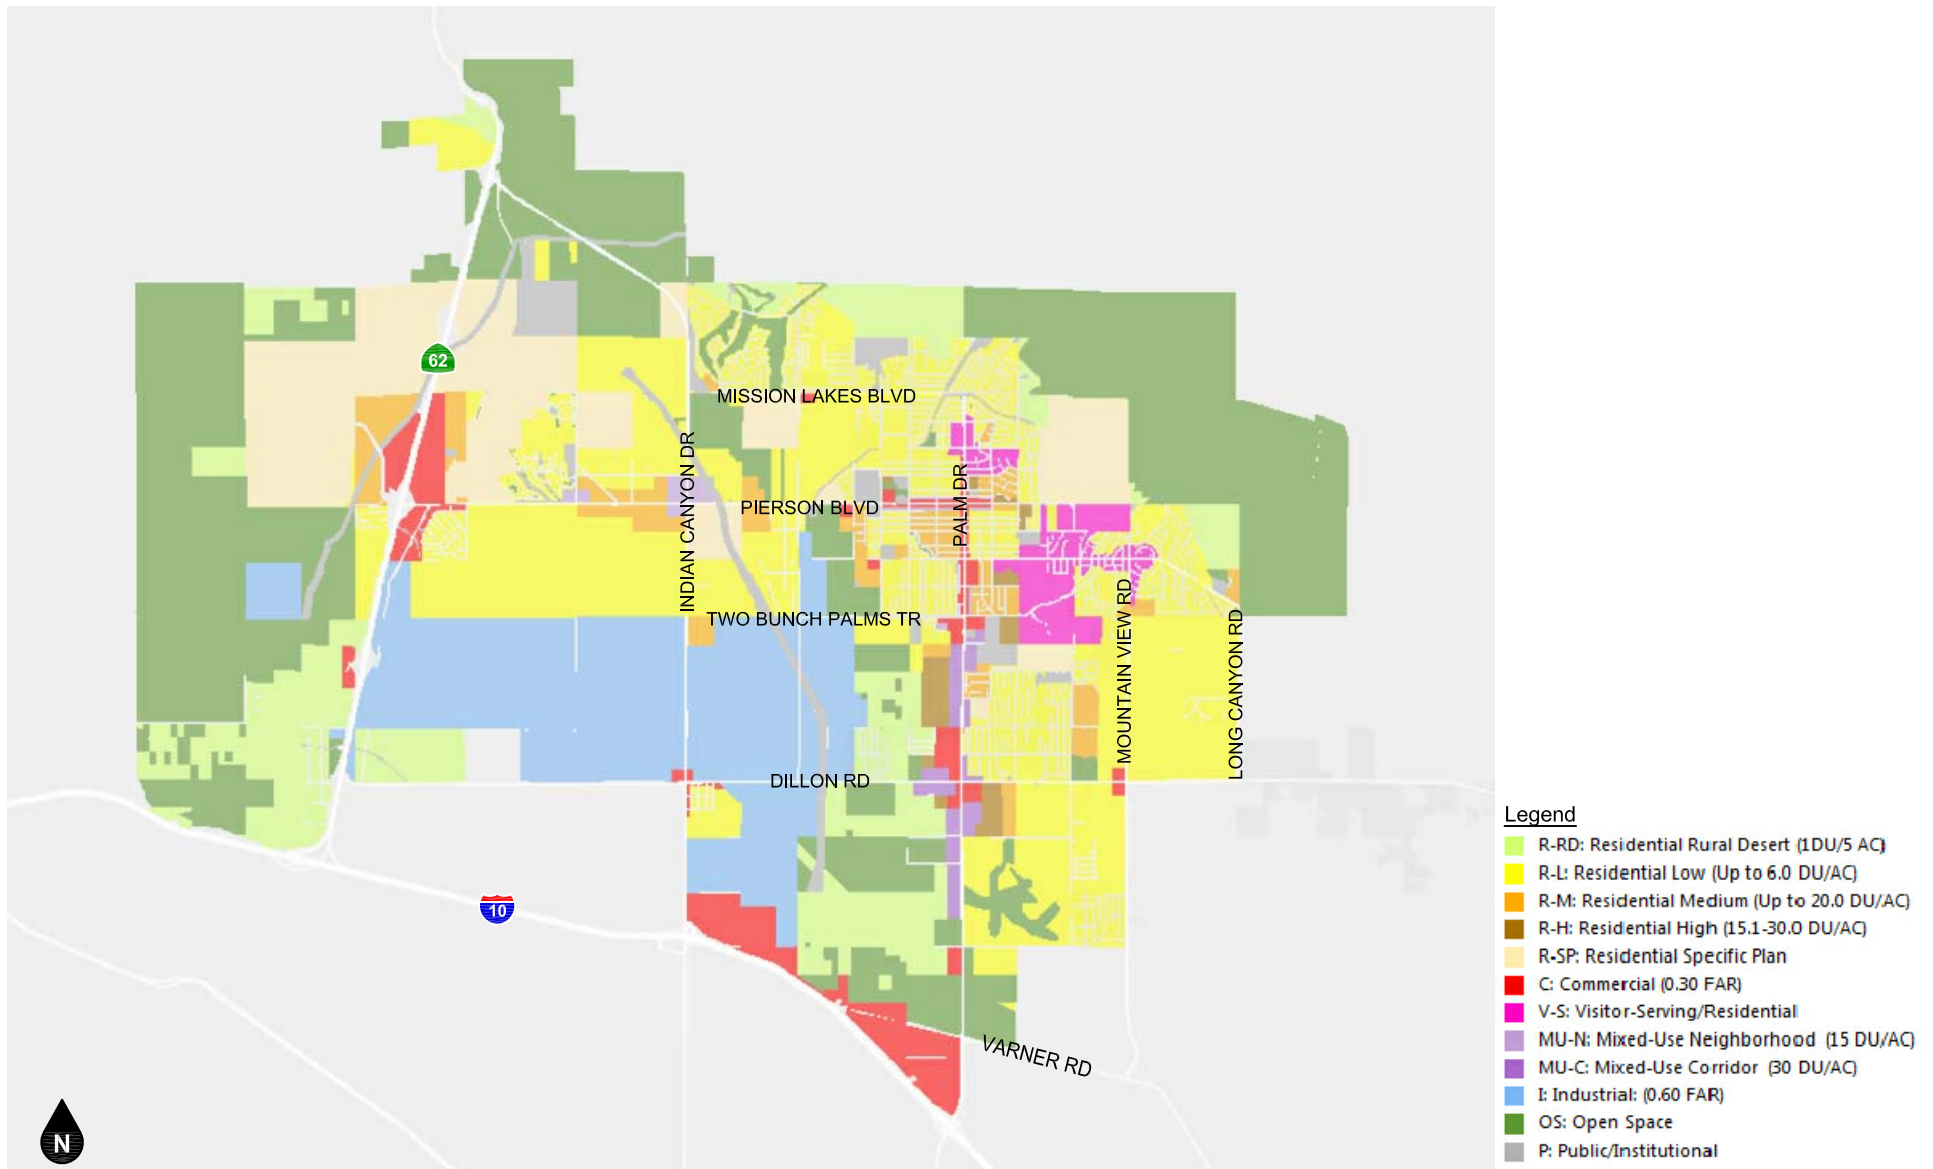 62
MISSION LAKES BLVD
INDIAN CANYON DR
PALM DR
PIERSON BLVD
TWO BUNCH PALMS TR
MOUNTAIN VIEW RD
LONG CANYON RD
DILLON RD
10
VARNER RD
N
Legend
R-RD: Residential Rural Desert (1DU/5 AC)
R-L: Residential Low (Up to 6.0 DU/AC)
R-M: Residential Medium (Up to 20.0 DU/AC)
R-H: Residential High (15.1-30.0 DU/AC)
R-SP: Residential Specific Plan
C: Commercial (0.30 FAR)
V-S: Visitor-Serving/Residential
MU-N: Mixed-Use Neighborhood (15 DU/AC)
MU-C: Mixed-Use Corridor (30 DU/AC)
I: Industrial: (0.60 FAR)
OS: Open Space
P: Public/Institutional